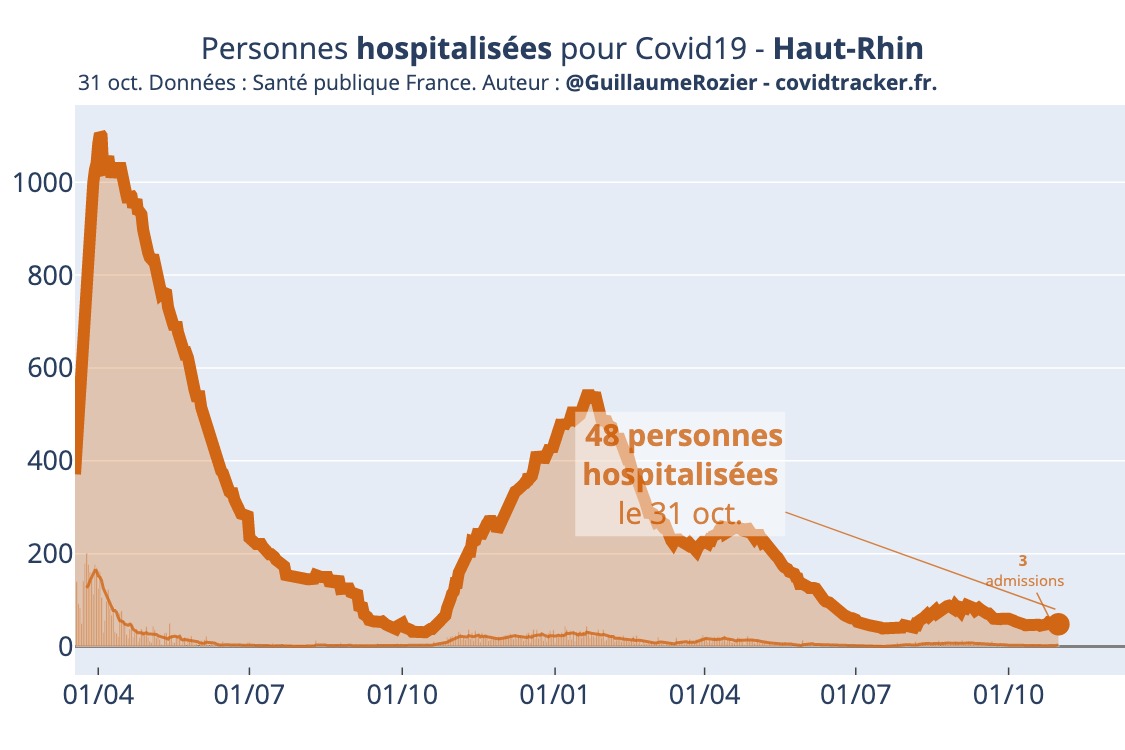 Personnes hospitalisées pour Covid19 - Haut-Rhin
31 oct. Données : Santé publique France. Auteur : @GuillaumeRozier - covidtracker.fr.
1000
800
600
400
200
0
48 personnes
hospitalisées
le 31 oct.
3
admissions
01/04
01/07
01/10
01/01
01/04
01/07
01/10